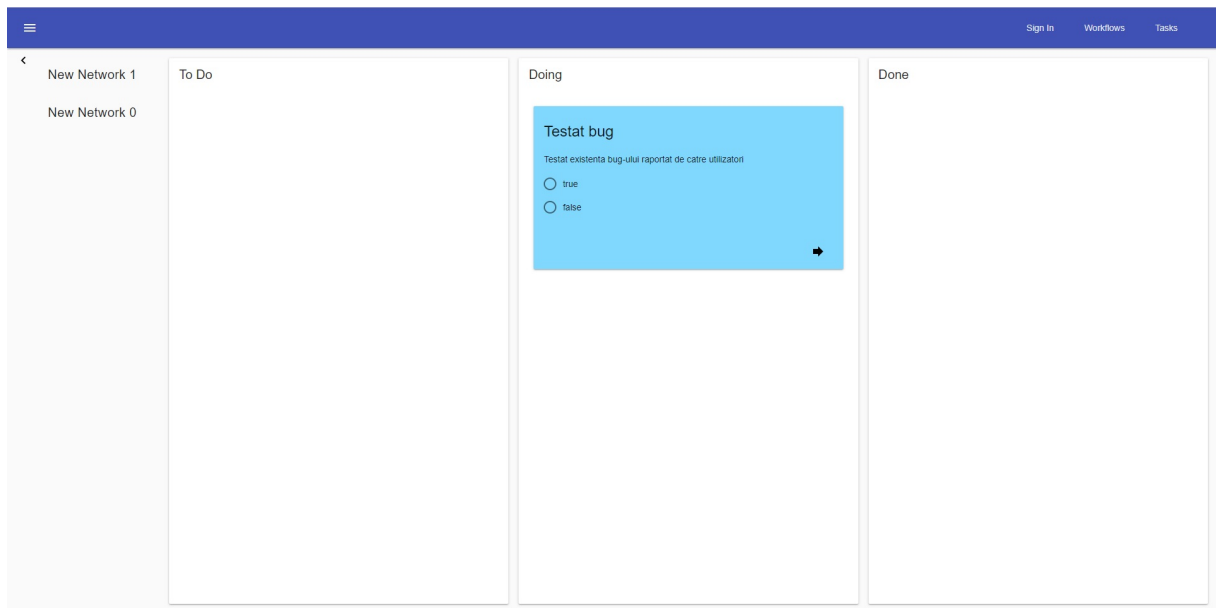 Sign In Workflows Tasks
New Network 1
New Network 0
To Do
Doing
Testat bug
Testat existenta bug-ului raportat de catre utilizatori
true
false
Done